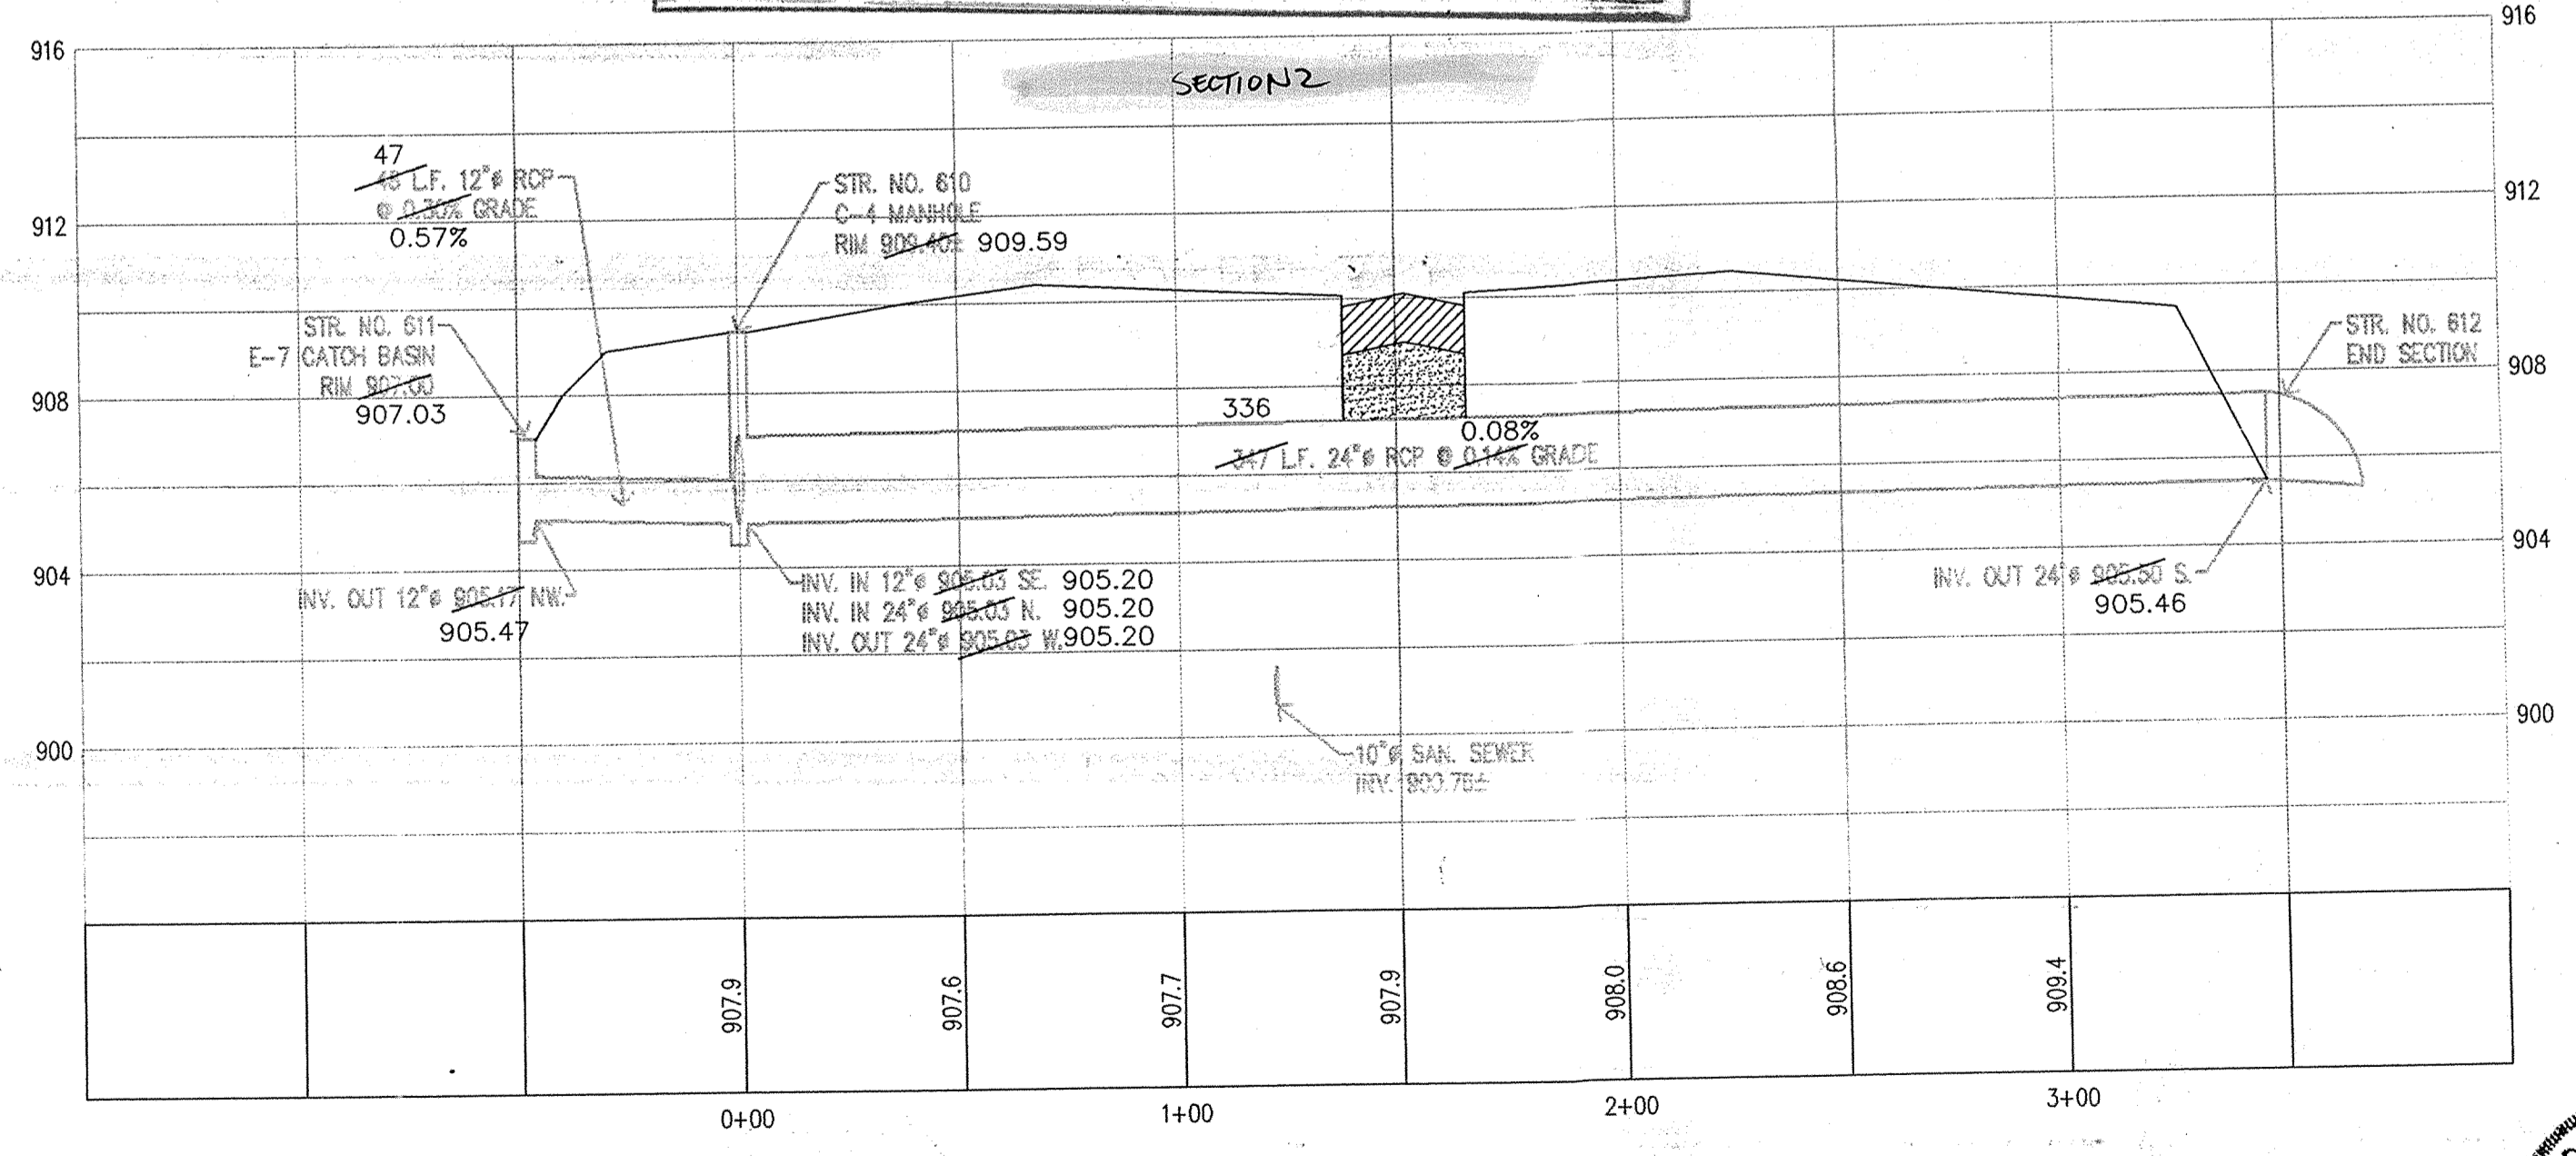 916
916
SECTION 2
47
48 L.F. 12"ø RCP
@ 0.30% GRADE
0.57%
STR. NO. 610
C-4 MANHOLE
RIM 909.40± 909.59
912
912
STR. NO. 611
E-7 CATCH BASIN
RIM 907.00
907.03
STR. NO. 612
END SECTION
908
908
336
0.08%
347 L.F. 24"ø RCP @ 0.14% GRADE
904
904
INV. OUT 12"ø 905.17 NW.
905.47
INV. IN 12"ø 905.03 SE. 905.20
INV. IN 24"ø 905.03 N. 905.20
INV. OUT 24"ø 905.03 W. 905.20
INV. OUT 24"ø 905.50 S.
905.46
900
900
10"ø SAN. SEWER
INV. 900.76±
907.9
907.6
907.7
907.9
908.0
908.6
909.4
0+00
1+00
2+00
3+00